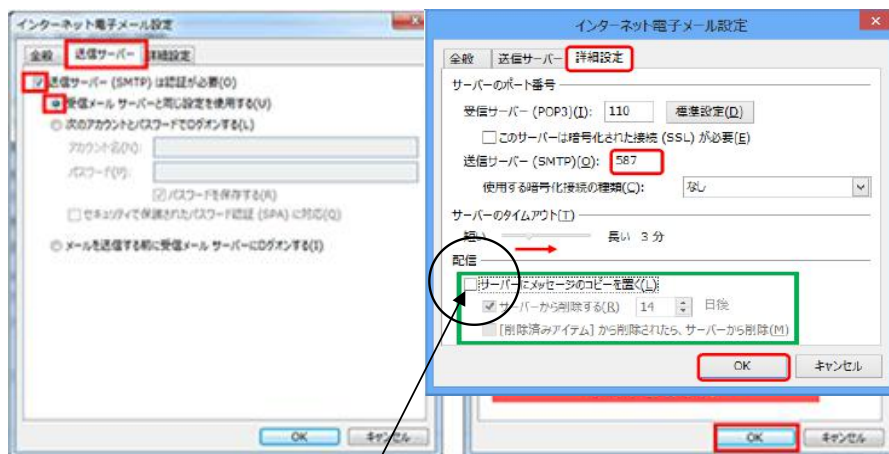 インターネット電子メール設定
全般 送信サーバー 詳細設定
送信サーバー (SMTP) は認証が必要(O)
受信メール サーバーと同じ設定を使用する(U)
次のアカウントとパスワードでログオンする(L)
アカウント名(N):
パスワード(P):
パスワードを保存する(R)
セキュリティで保護されたパスワード認証 (SPA) に対応(Q)
メールを送信する前に受信メール サーバーにログオンする(I)
OK キャンセル
インターネット電子メール設定
全般 送信サーバー 詳細設定
サーバーのポート番号
受信サーバー (POP3)(I): 110 標準設定(D)
このサーバーは暗号化された接続 (SSL) が必要(E)
送信サーバー (SMTP)(O): 587
使用する暗号化接続の種類(C): なし
サーバーのタイムアウト(T)
短い 長い 3 分
配信
サーバーにメッセージのコピーを置く(L)
サーバーから削除する(R) 14 日後
[削除済みアイテム] から削除されたら、サーバーから削除(M)
OK キャンセル
OK キャンセル